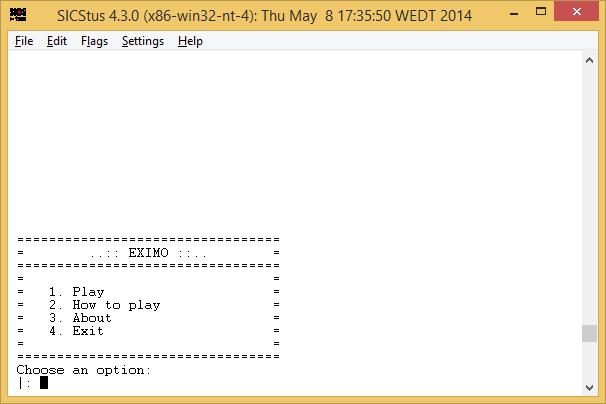 SICStus 4.3.0 (x86-win32-nt-4): Thu May  8 17:35:50 WEDT 2014
File Edit Flags Settings Help
================================
=        ..:: EXIMO ::..        =
================================
=                               =
=   1. Play                     =
=   2. How to play              =
=   3. About                    =
=   4. Exit                     =
=                               =
================================
Choose an option:
|: